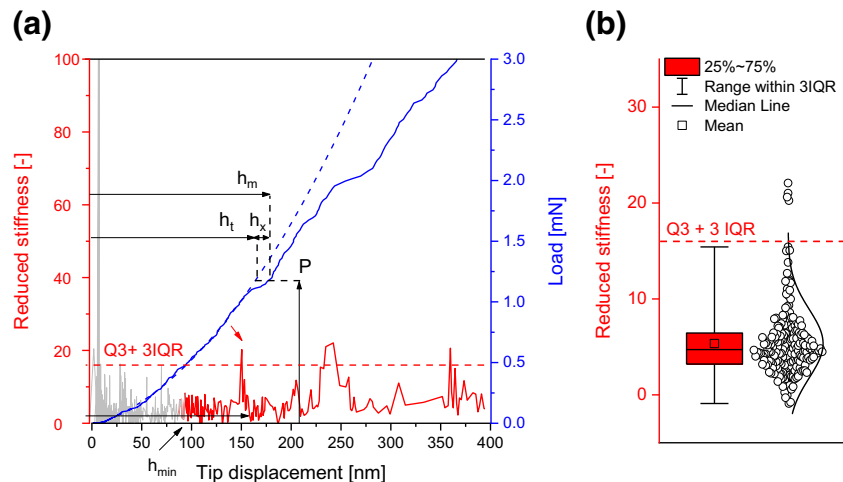 (a)
(b)
100
80
60
40
20
0
Reduced stiffness [-]
3.0
2.5
2.0
1.5
1.0
0.5
0.0
Load [mN]
h_m
h_t
h_x
P
Q3+ 3IQR
0 50 100 150 200 250 300 350 400
h_min
Tip displacement [nm]
25%~75%
Range within 3IQR
Median Line
Mean
30
20
10
0
Reduced stiffness [-]
Q3 + 3 IQR